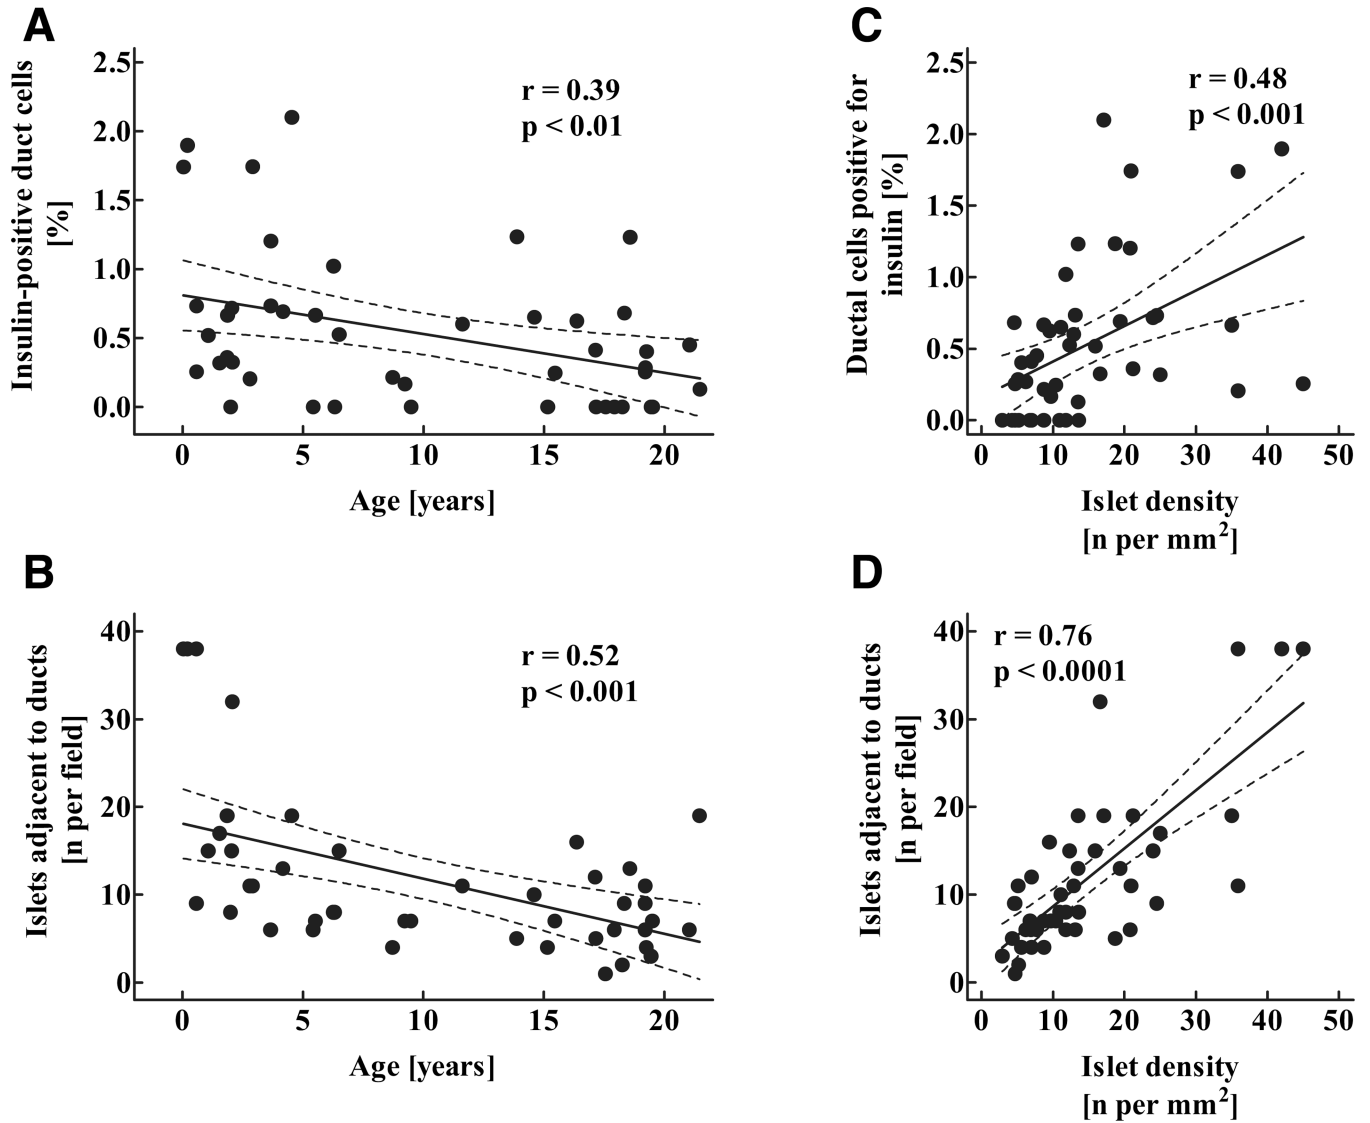 A
Insulin-positive duct cells
[%]
2.5
2.0
1.5
1.0
0.5
0.0
r = 0.39
p < 0.01
0 5 10 15 20
Age [years]
C
Ductal cells positive for
insulin [%]
2.5
2.0
1.5
1.0
0.5
0.0
r = 0.48
p < 0.001
0 10 20 30 40 50
Islet density
[n per mm²]
B
Islets adjacent to ducts
[n per field]
40
30
20
10
0
r = 0.52
p < 0.001
0 5 10 15 20
Age [years]
D
Islets adjacent to ducts
[n per field]
40
30
20
10
0
r = 0.76
p < 0.0001
0 10 20 30 40 50
Islet density
[n per mm²]